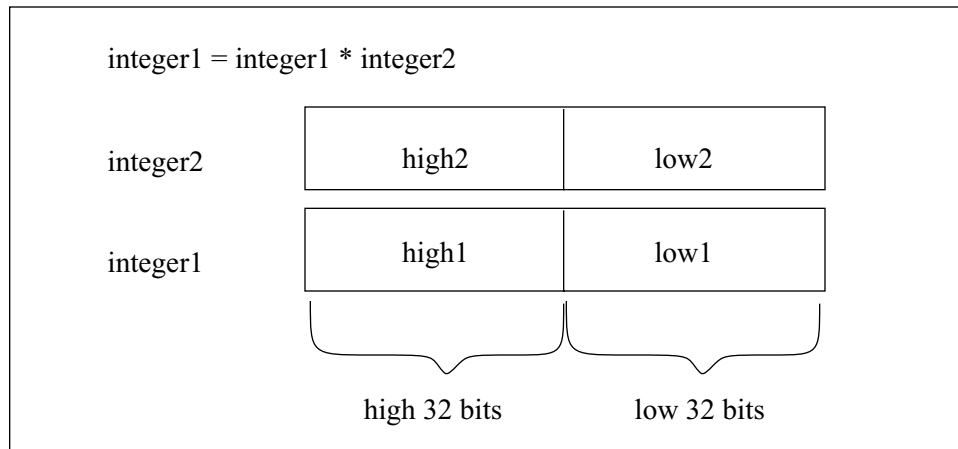 integer1 = integer1 * integer2
integer2 high2 low2
integer1 high1 low1
high 32 bits low 32 bits